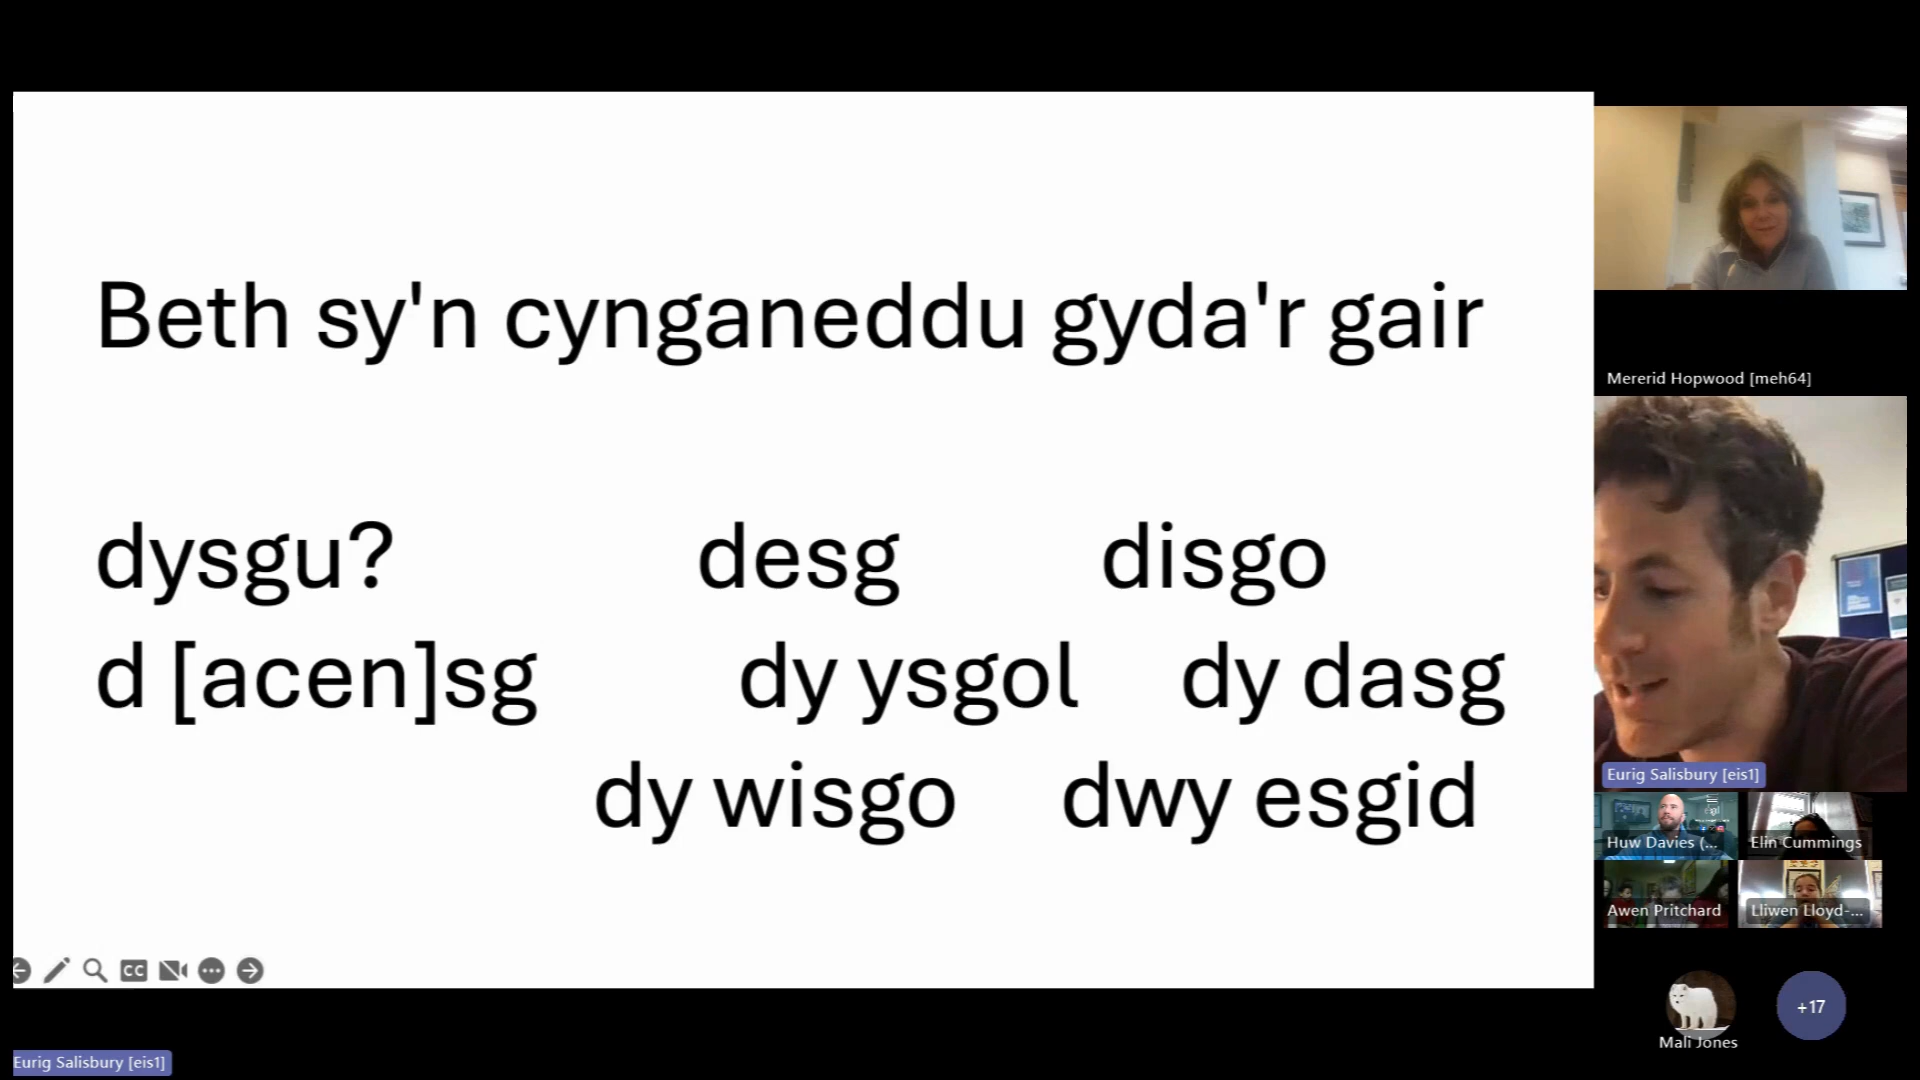 Beth sy'n cynganeddu gyda'r gair
dysgu? desg disgo
d [acen]sg dy ysgol dy dasg
dy wisgo dwy esgid
CC
Eurig Salisbury [eis1]
Mererid Hopwood [meh64]
Eurig Salisbury [eis1]
Huw Davies (...
Elin Cummings
Awen Pritchard
Lliwen Lloyd-...
Mali Jones
+17